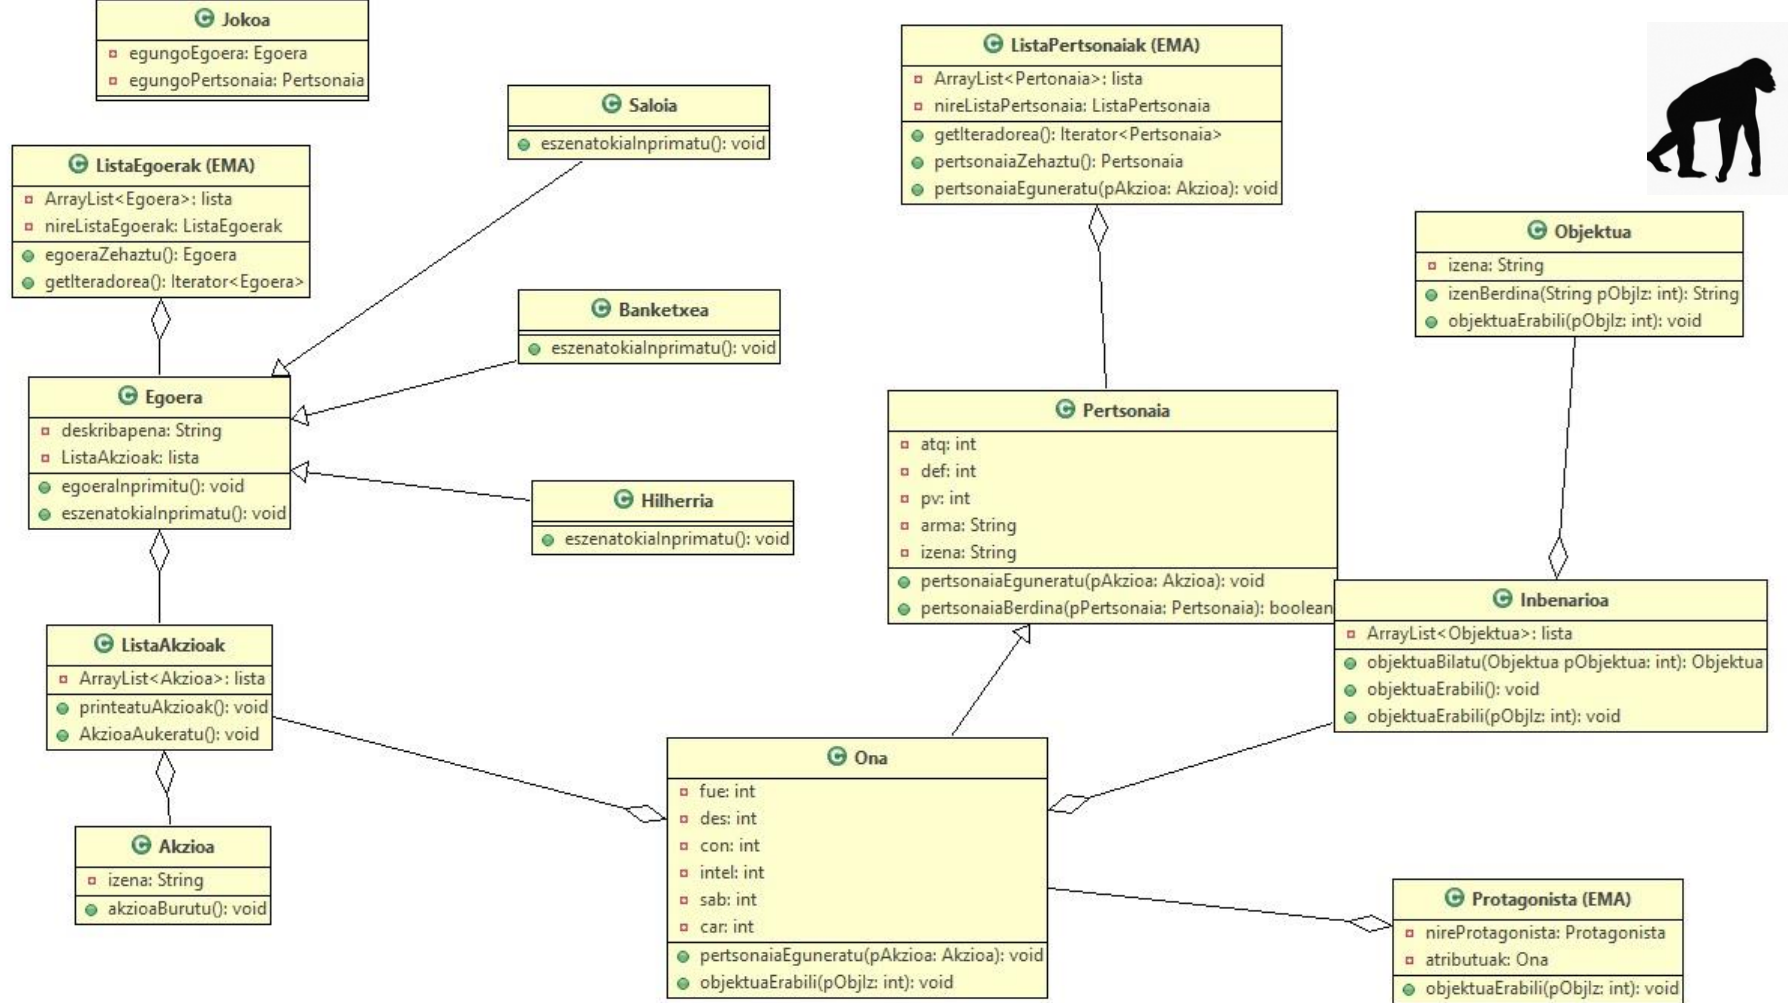 Jokoa
egungoEgoera: Egoera
egungoPertsonaia: Pertsonaia
ListaEgoerak (EMA)
ArrayList<Egoera>: lista
nireListaEgoerak: ListaEgoerak
egoeraZehaztu(): Egoera
getIteradorea(): Iterator<Egoera>
Saloia
eszenatokiaInprimatu(): void
Banketxea
eszenatokiaInprimatu(): void
Hilherria
eszenatokiaInprimatu(): void
Egoera
deskribapena: String
ListaAkzioak: lista
egoeraInprimitu(): void
eszenatokiaInprimatu(): void
ListaAkzioak
ArrayList<Akzioa>: lista
printeatuAkzioak(): void
AkzioaAukeratu(): void
Akzioa
izena: String
akzioaBurutu(): void
ListaPertsonaiak (EMA)
ArrayList<Pertonaia>: lista
nireListaPertsonaia: ListaPertsonaia
getIteradorea(): Iterator<Pertsonaia>
pertsonaiaZehaztu(): Pertsonaia
pertsonaiaEguneratu(pAkzioa: Akzioa): void
Pertsonaia
atq: int
def: int
pv: int
arma: String
izena: String
pertsonaiaEguneratu(pAkzioa: Akzioa): void
pertsonaiaBerdina(pPertsonaia: Pertsonaia): boolean
Objektua
izena: String
izenBerdina(String pObjIz: int): String
objektuaErabili(pObjIz: int): void
Inbenarioa
ArrayList<Objektua>: lista
objektuaBilatu(Objektua pObjektua: int): Objektua
objektuaErabili(): void
objektuaErabili(pObjIz: int): void
Ona
fue: int
des: int
con: int
intel: int
sab: int
car: int
pertsonaiaEguneratu(pAkzioa: Akzioa): void
objektuaErabili(pObjIz: int): void
Protagonista (EMA)
nireProtagonista: Protagonista
atributuak: Ona
objektuaErabili(pObjIz: int): void